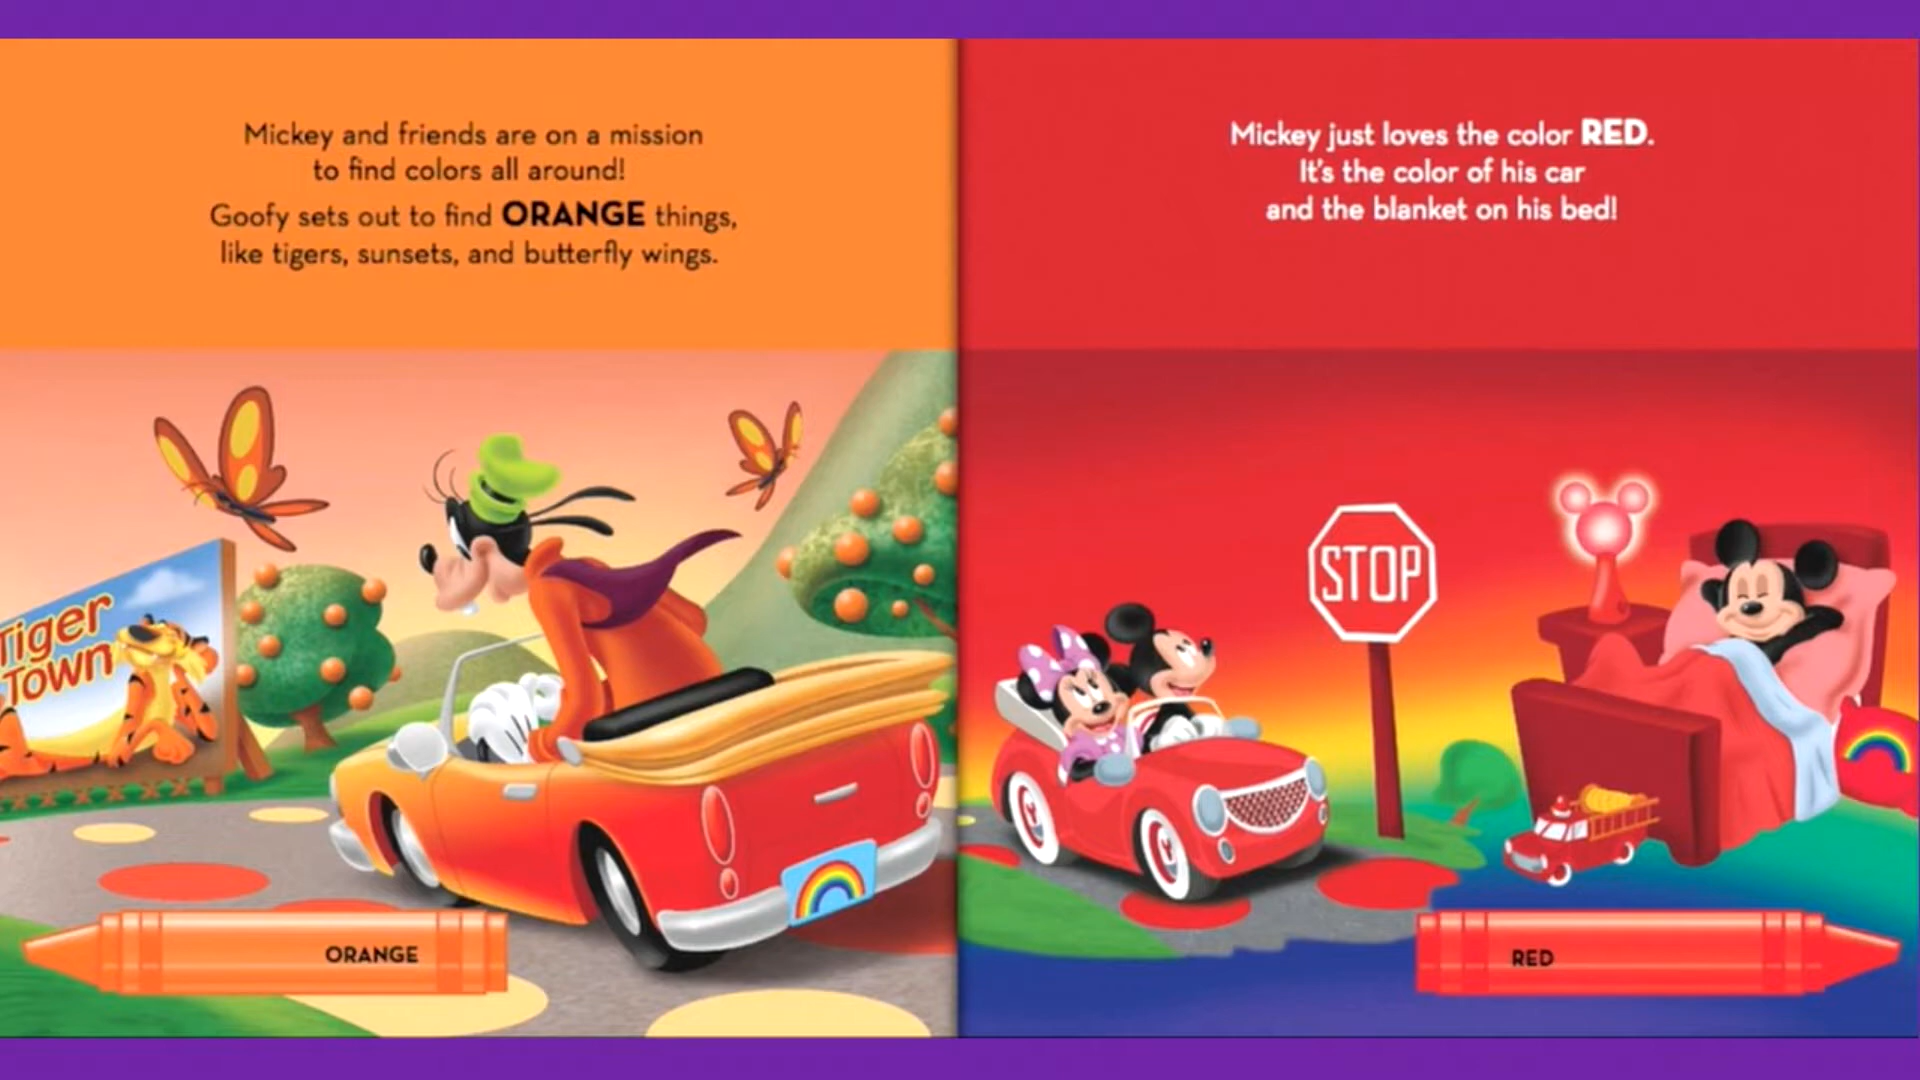 Mickey and friends are on a mission
to find colors all around!
Goofy sets out to find ORANGE things,
like tigers, sunsets, and butterfly wings.
Tiger
Town
ORANGE
Mickey just loves the color RED.
It's the color of his car
and the blanket on his bed!
STOP
RED